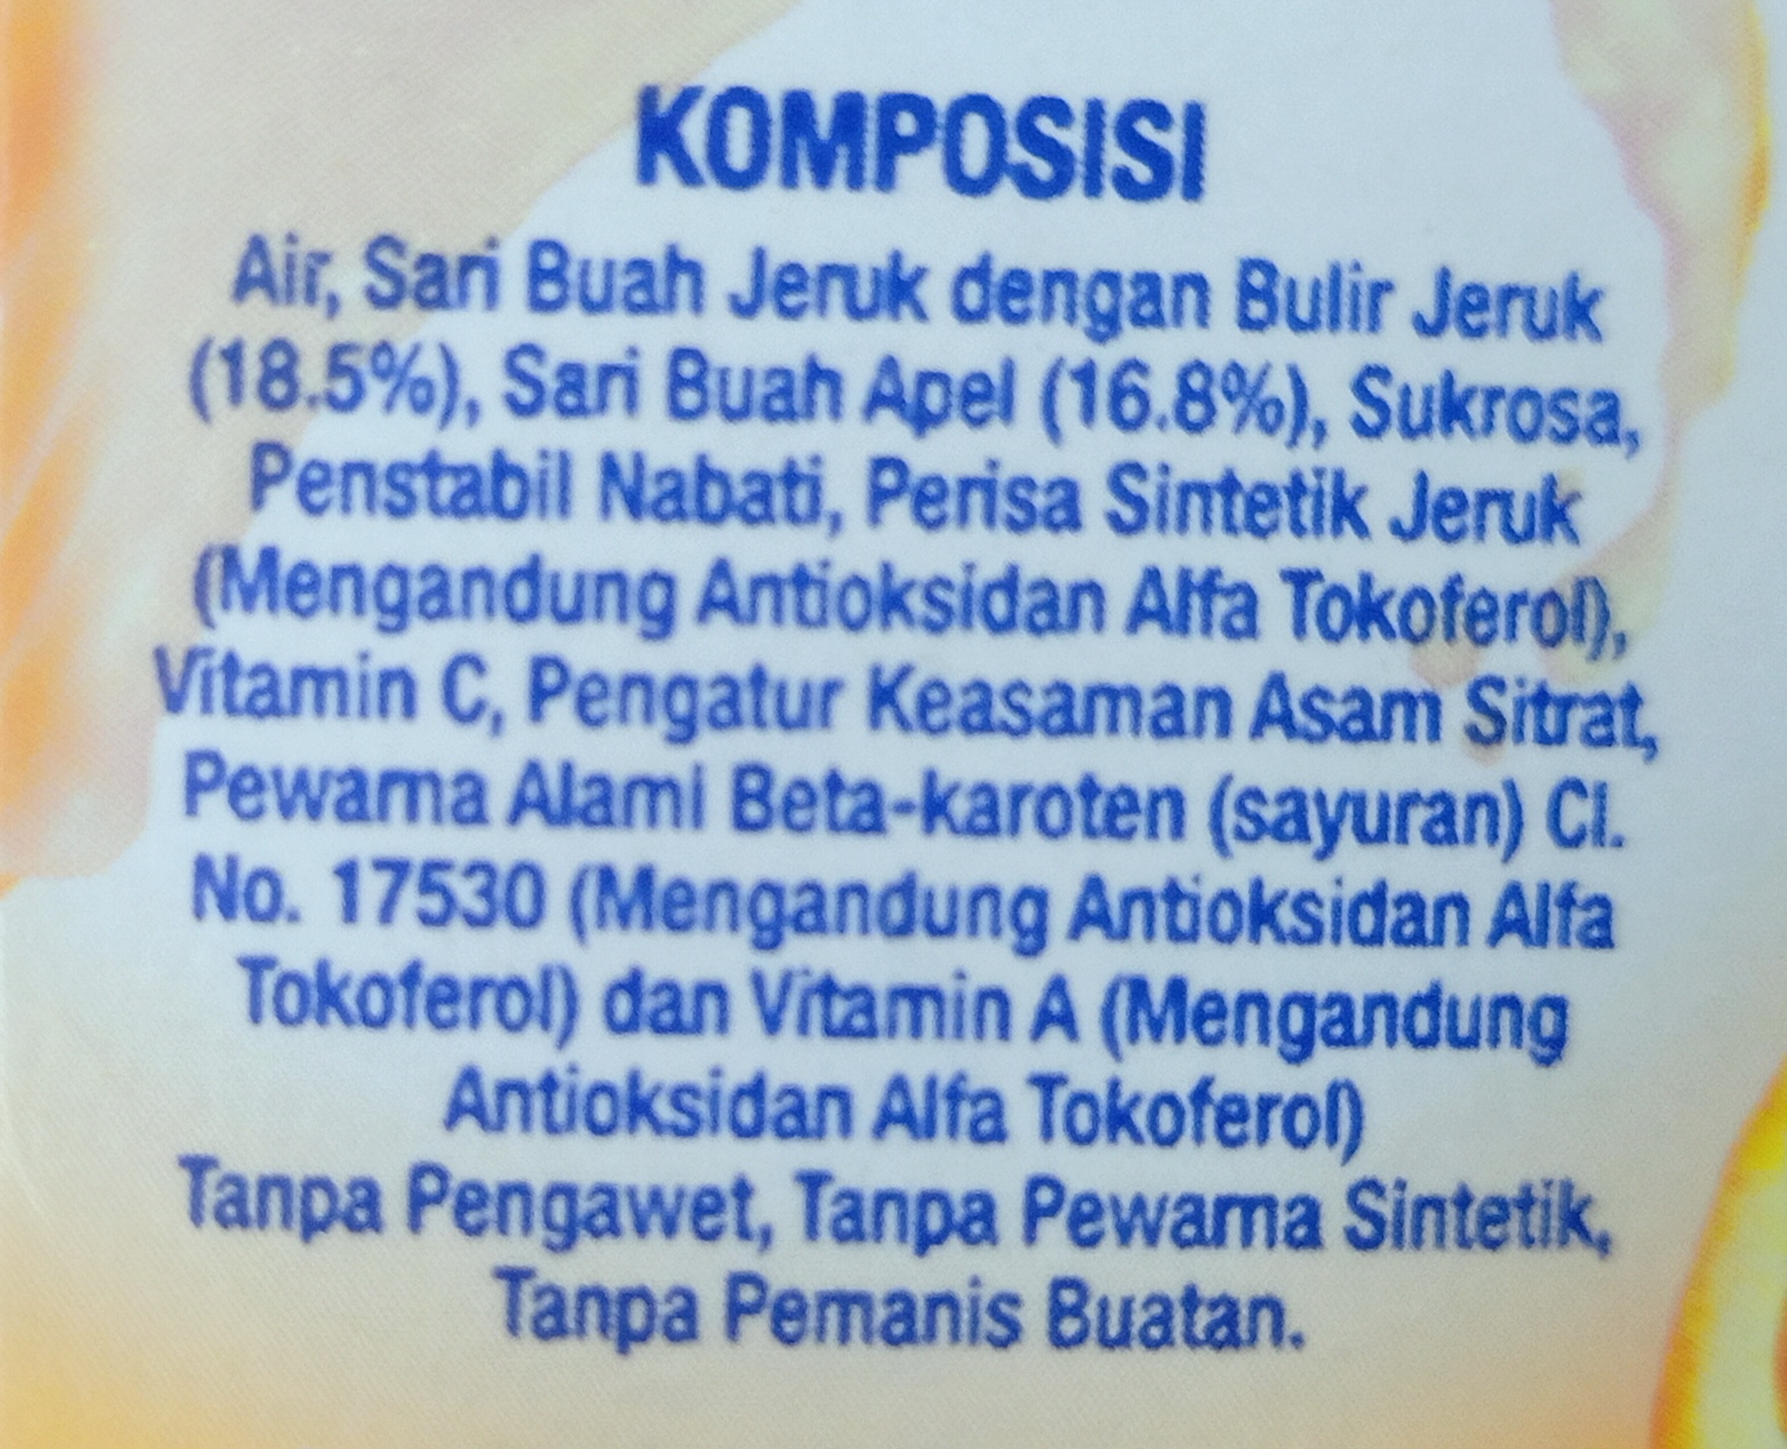 KOMPOSISI
Air, Sari Buah Jeruk dengan Bulir Jeruk
(18.5%), Sari Buah Apel (16.8%), Sukrosa,
Penstabil Nabati, Perisa Sintetik Jeruk
(Mengandung Antioksidan Alfa Tokoferol),
Vitamin C, Pengatur Keasaman Asam Sitrat,
Pewarna Alami Beta-karoten (sayuran) CI.
No. 17530 (Mengandung Antioksidan Alfa
Tokoferol) dan Vitamin A (Mengandung
Antioksidan Alfa Tokoferol)
Tanpa Pengawet, Tanpa Pewarna Sintetik,
Tanpa Pemanis Buatan.